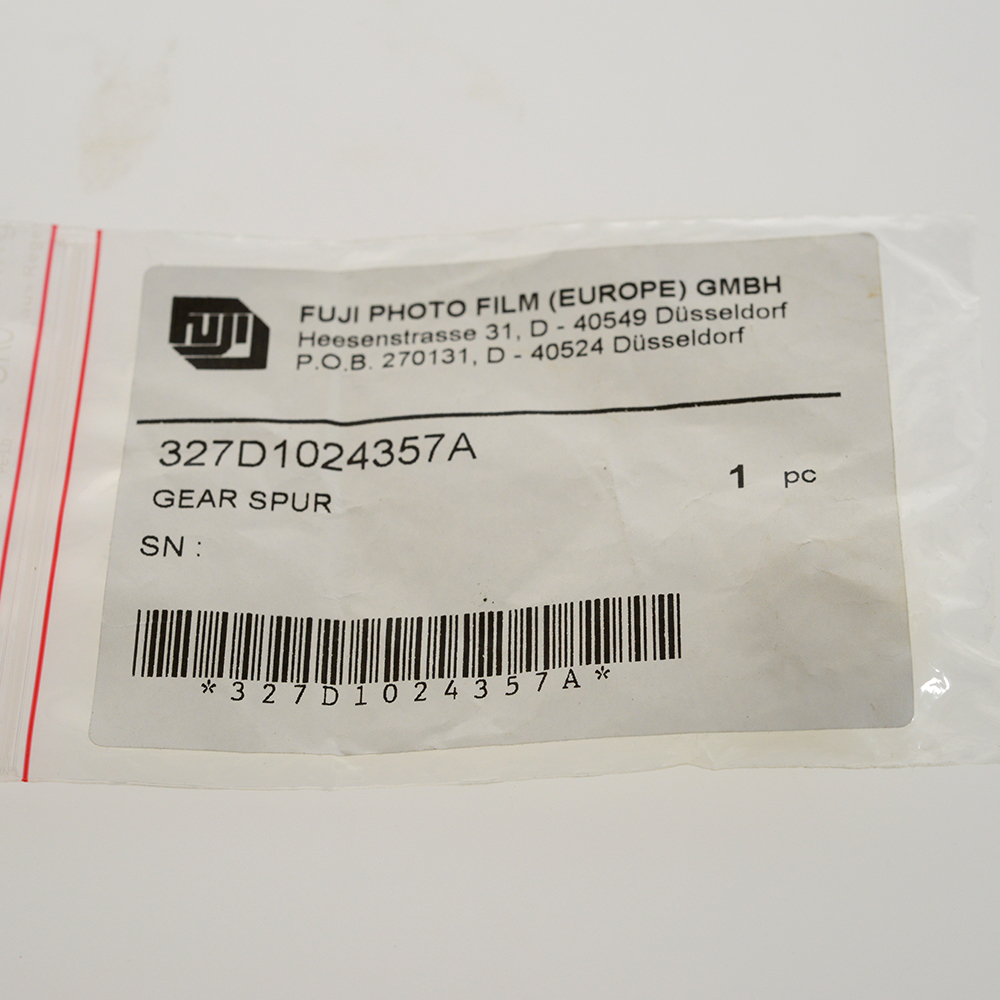 FUJI
FUJI PHOTO FILM (EUROPE) GMBH
Heesenstrasse 31, D - 40549 Düsseldorf
P.O.B. 270131, D - 40524 Düsseldorf
327D1024357A
1 pc
GEAR SPUR
SN :
*327D1024357A*